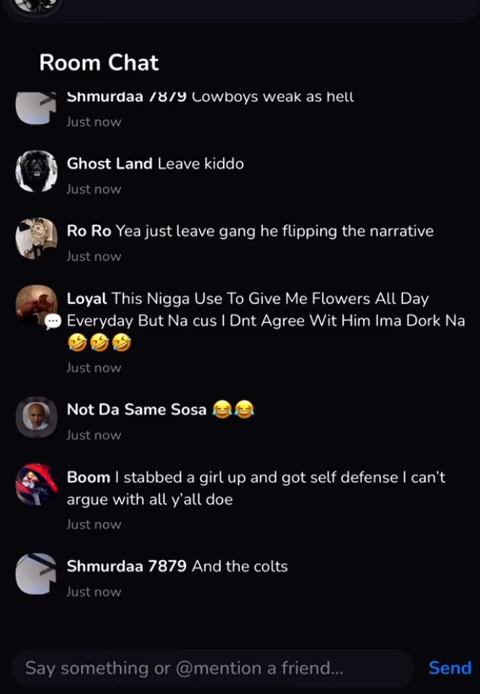 Room Chat
Shmurdaa 7879 Cowboys weak as hell
Just now
Ghost Land Leave kiddo
Just now
Ro Ro Yea just leave gang he flipping the narrative
Just now
Loyal This Nigga Use To Give Me Flowers All Day
Everyday But Na cus I Dnt Agree Wit Him Ima Dork Na
🤣🤣🤣
Just now
Not Da Same Sosa 😂😂
Just now
Boom I stabbed a girl up and got self defense I can't
argue with all y'all doe
Just now
Shmurdaa 7879 And the colts
Just now
Say something or @mention a friend... Send